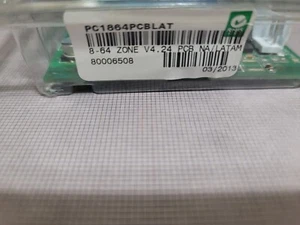 PC1864PCBLAT
8-64 ZONE V4.24 PCB NA/LATAM
80006508
03/2013